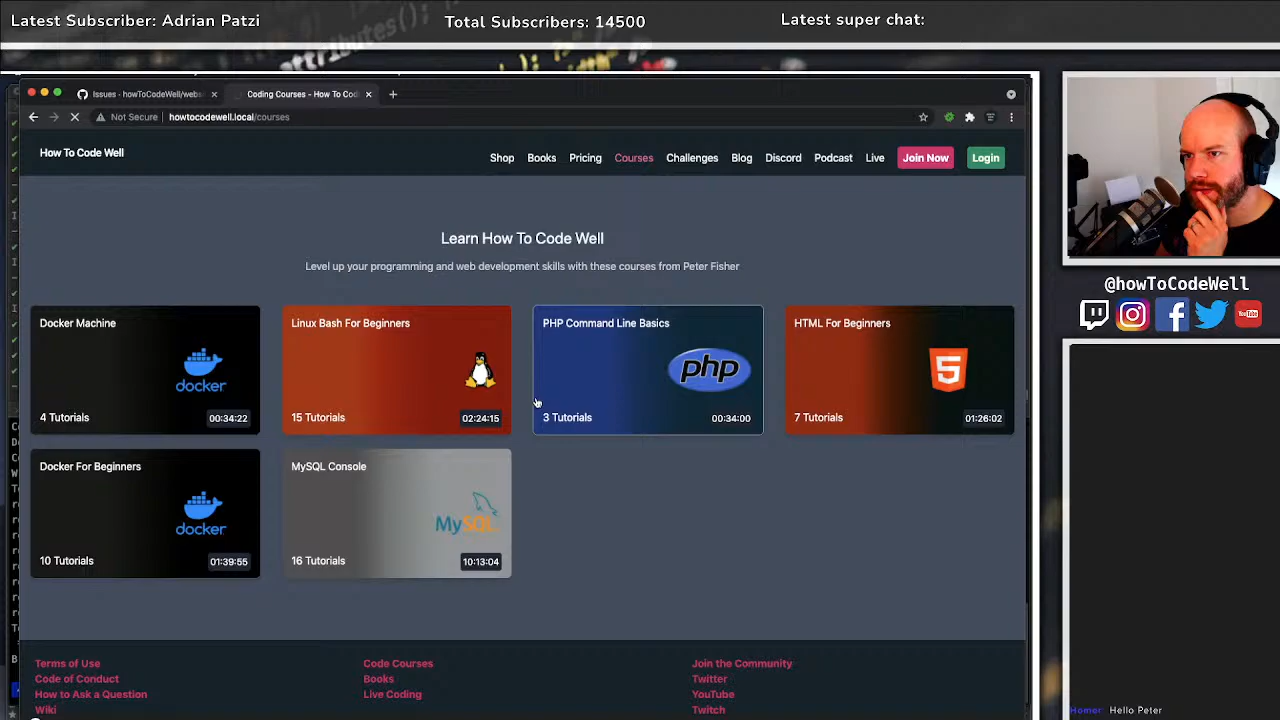 Latest Subscriber: Adrian Patzi
Total Subscribers: 14500
Latest super chat:
Issues · howToCodeWell/webs
Coding Courses - How To Cod
Not Secure
howtocodewell.local/courses
How To Code Well
Shop
Books
Pricing
Courses
Challenges
Blog
Discord
Podcast
Live
Join Now
Login
Learn How To Code Well
Level up your programming and web development skills with these courses from Peter Fisher
Docker Machine
docker
4 Tutorials
00:34:22
Linux Bash For Beginners
15 Tutorials
02:24:15
PHP Command Line Basics
php
3 Tutorials
00:34:00
HTML For Beginners
5
7 Tutorials
01:26:02
Docker For Beginners
docker
10 Tutorials
01:39:55
MySQL Console
MySQL
16 Tutorials
10:13:04
Terms of Use
Code of Conduct
How to Ask a Question
Wiki
Code Courses
Books
Live Coding
Join the Community
Twitter
YouTube
Twitch
@howToCodeWell
You Tube
Homer: Hello Peter